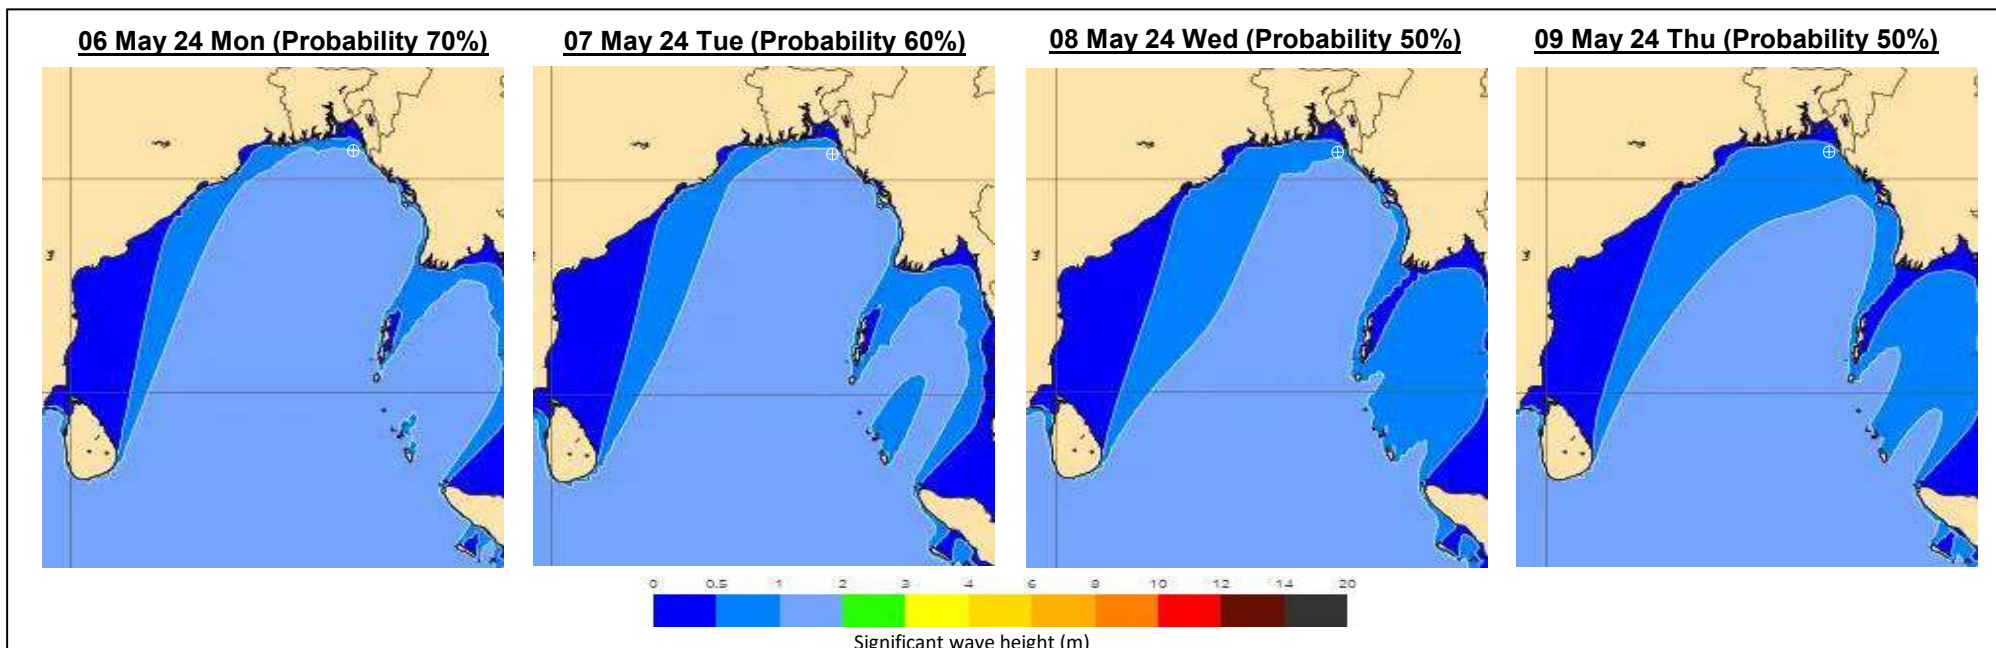 06 May 24 Mon (Probability 70%)
07 May 24 Tue (Probability 60%)
08 May 24 Wed (Probability 50%)
09 May 24 Thu (Probability 50%)
0 0.5 1 2 3 4 6 8 10 12 14 20
Significant wave height (m)